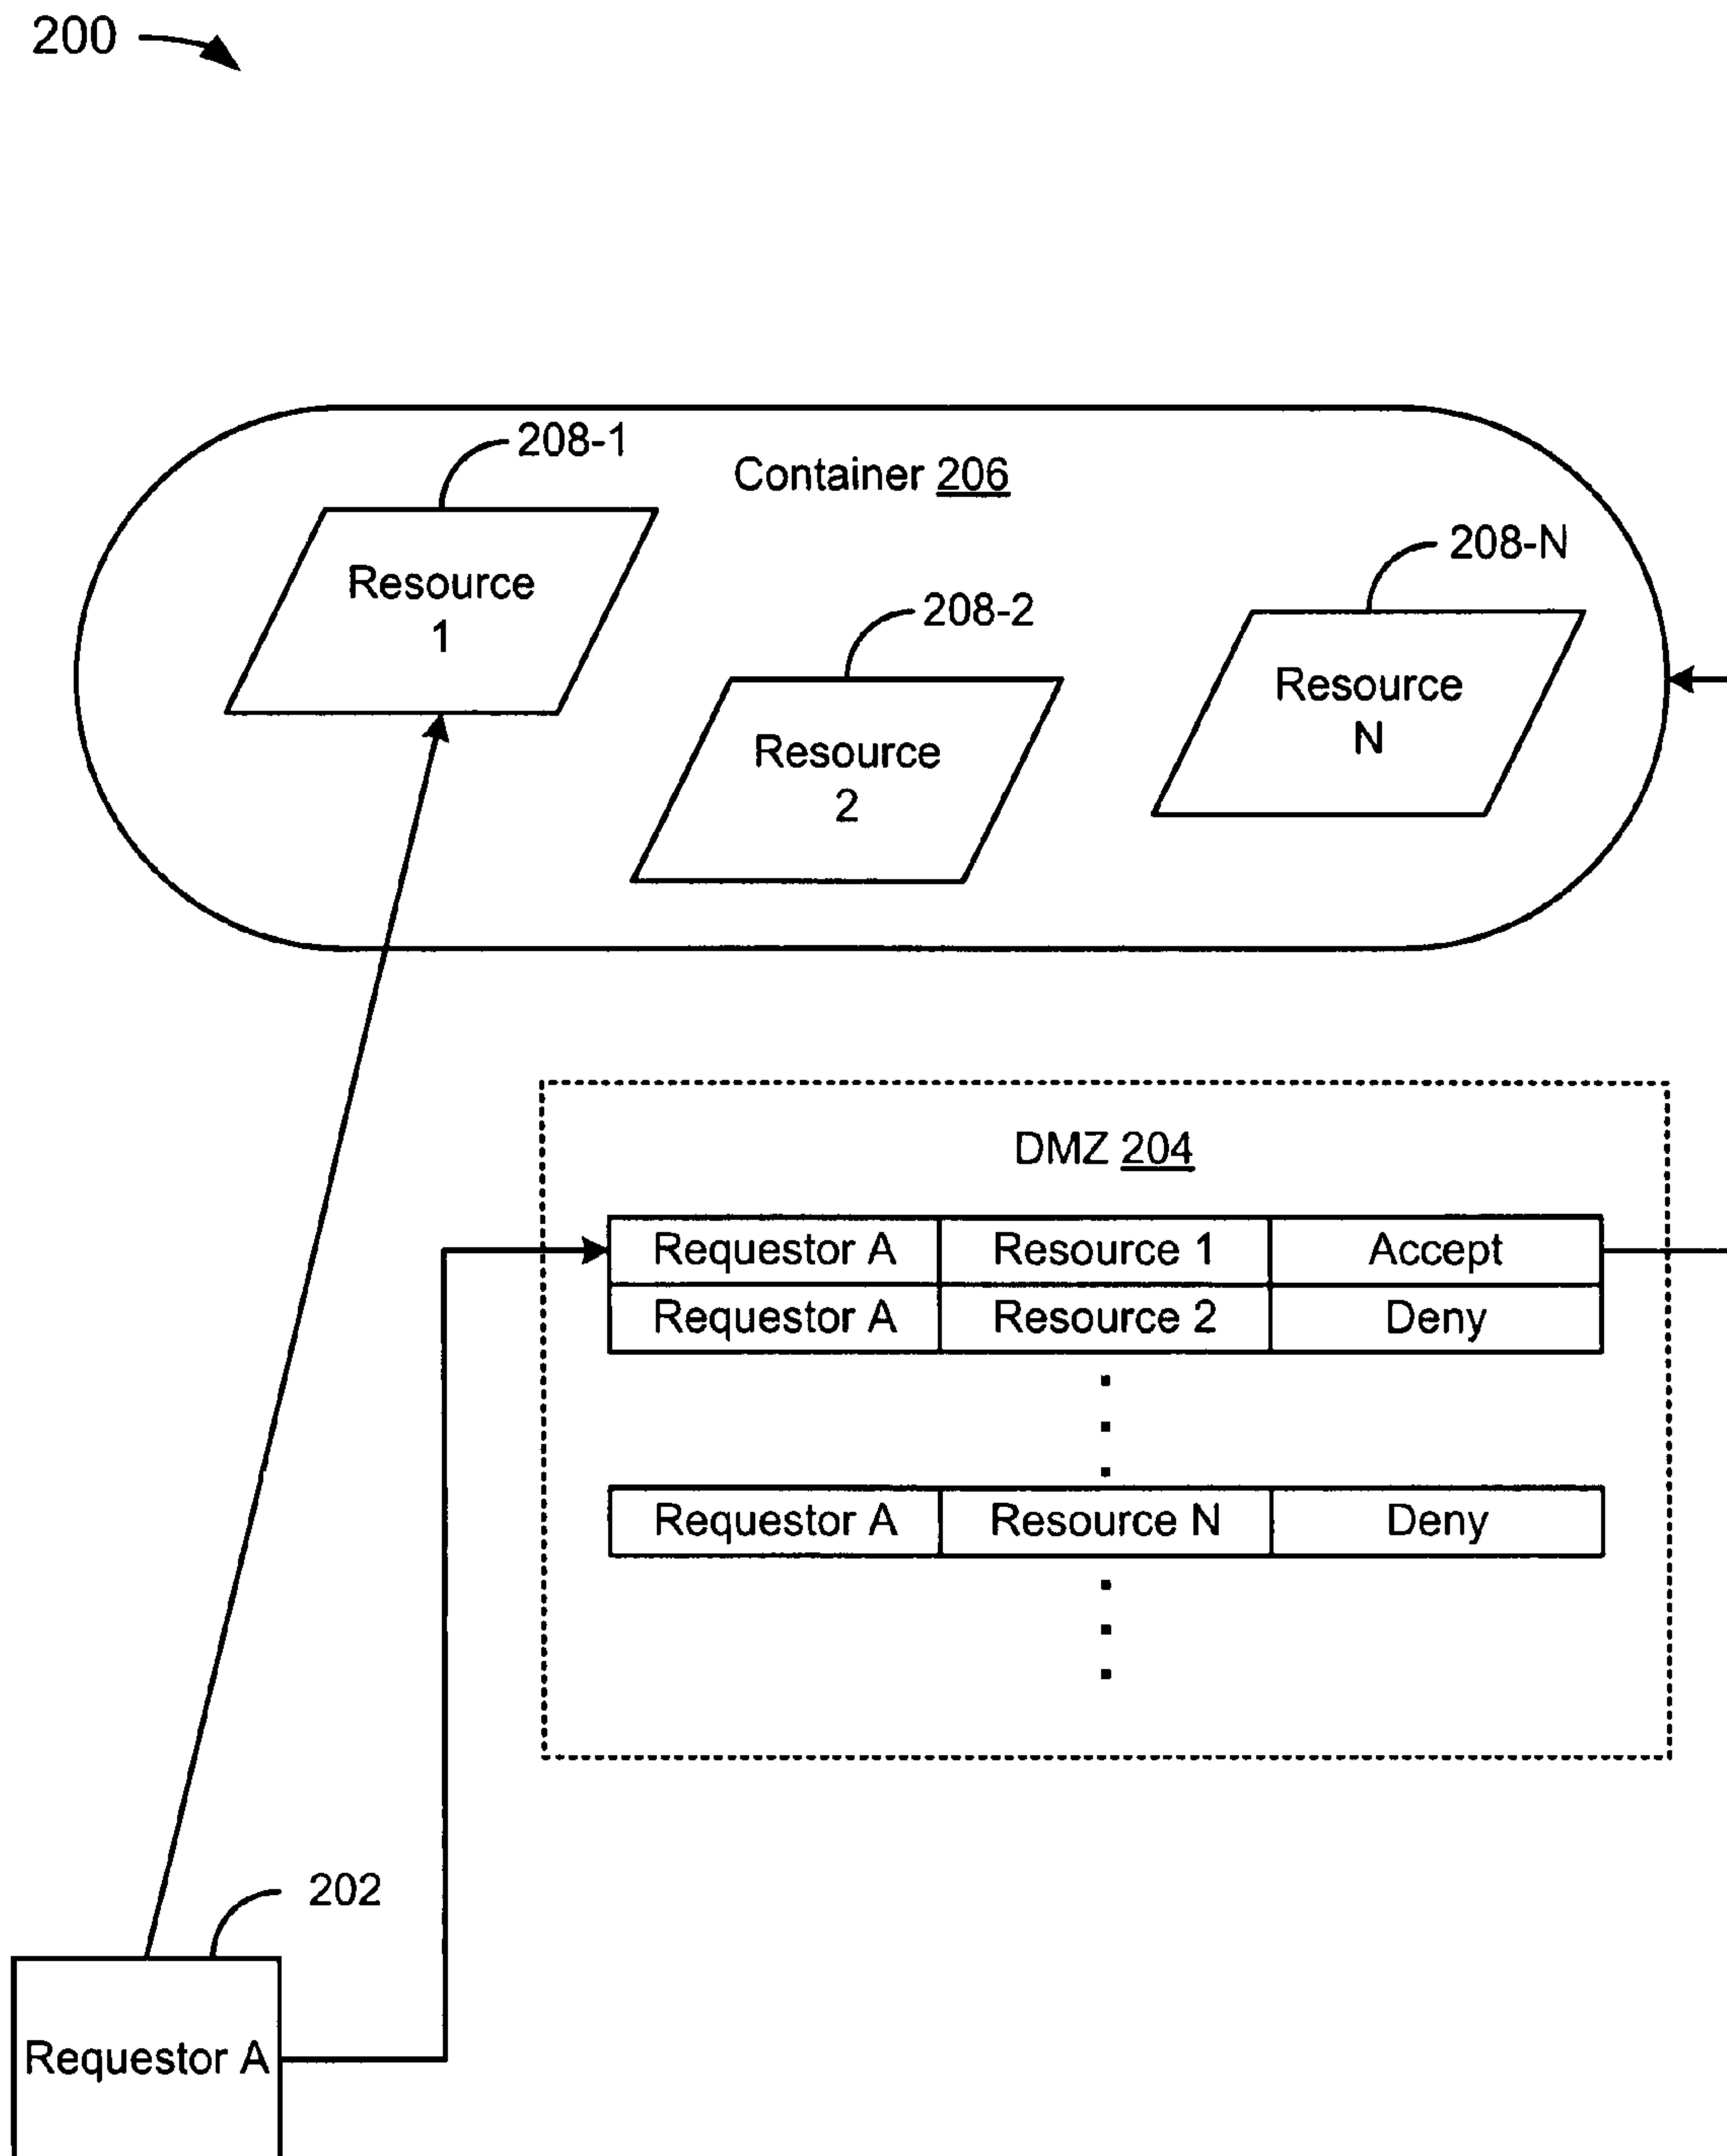 200
208-1
Container 206
208-N
Resource
1
208-2
Resource
N
Resource
2
DMZ 204
Requestor A Resource 1 Accept
Requestor A Resource 2 Deny
Requestor A Resource N Deny
202
Requestor A